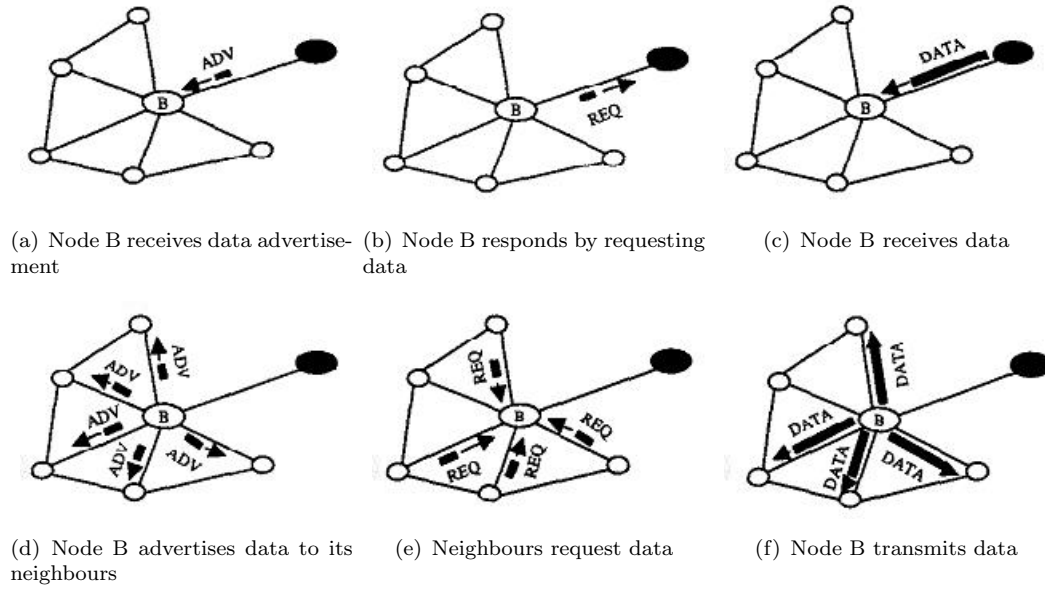 ADV
B
B
REQ
DATA
B
(a) Node B receives data advertise-
ment
(b) Node B responds by requesting
data
(c) Node B receives data
ADV
ADV
ADV
ADV
ADV
B
REQ
REQ
REQ
REQ
B
DATA
DATA
DATA
DATA
B
(d) Node B advertises data to its
neighbours
(e) Neighbours request data
(f) Node B transmits data